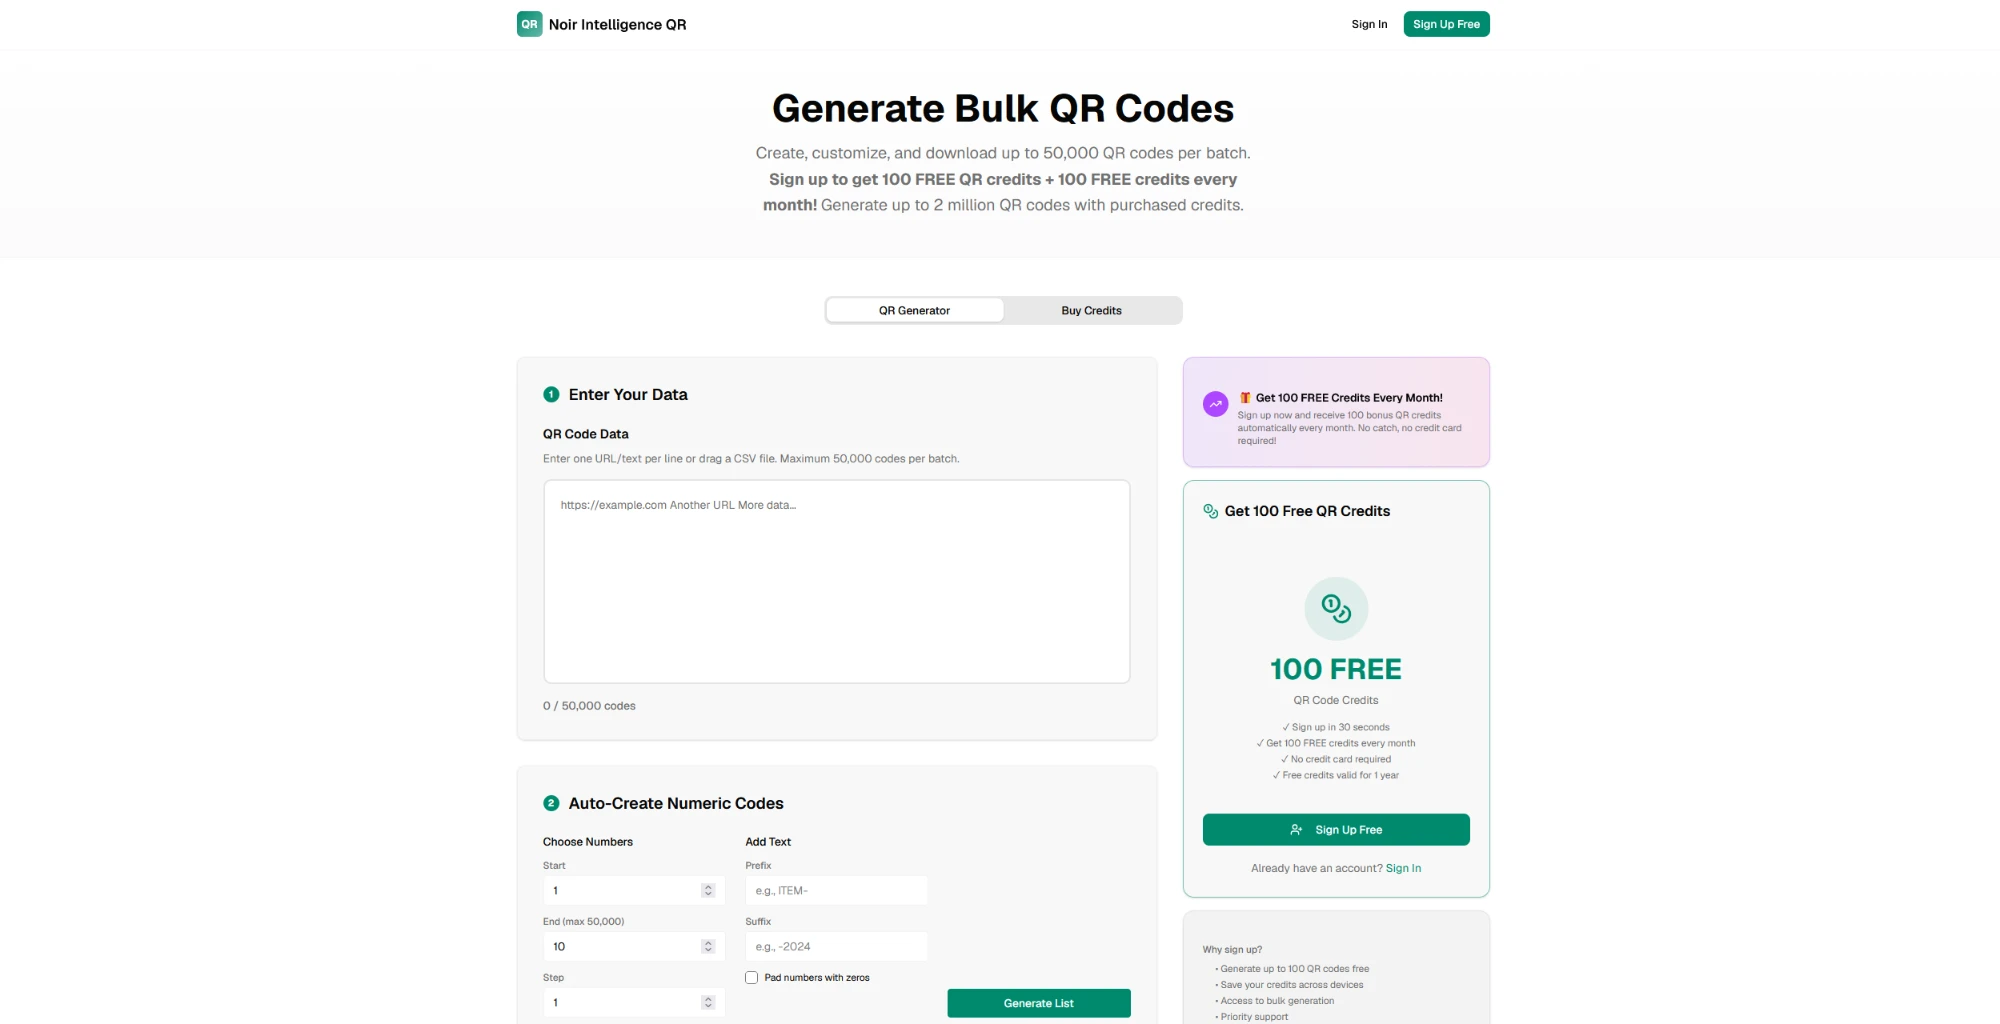 QR Noir Intelligence QR
Sign In
Sign Up Free
Generate Bulk QR Codes
Create, customize, and download up to 50,000 QR codes per batch.
Sign up to get 100 FREE QR credits + 100 FREE credits every
month! Generate up to 2 million QR codes with purchased credits.
QR Generator
Buy Credits
1 Enter Your Data
QR Code Data
Enter one URL/text per line or drag a CSV file. Maximum 50,000 codes per batch.
https://example.com Another URL More data...
0 / 50,000 codes
2 Auto-Create Numeric Codes
Choose Numbers
Start
1
End (max 50,000)
10
Step
1
Add Text
Prefix
e.g., ITEM-
Suffix
e.g., -2024
Pad numbers with zeros
Generate List
🎁 Get 100 FREE Credits Every Month!
Sign up now and receive 100 bonus QR credits
automatically every month. No catch, no credit card
required!
Get 100 Free QR Credits
100 FREE
QR Code Credits
✓ Sign up in 30 seconds
✓ Get 100 FREE credits every month
✓ No credit card required
✓ Free credits valid for 1 year
Sign Up Free
Already have an account? Sign In
Why sign up?
• Generate up to 100 QR codes free
• Save your credits across devices
• Access to bulk generation
• Priority support